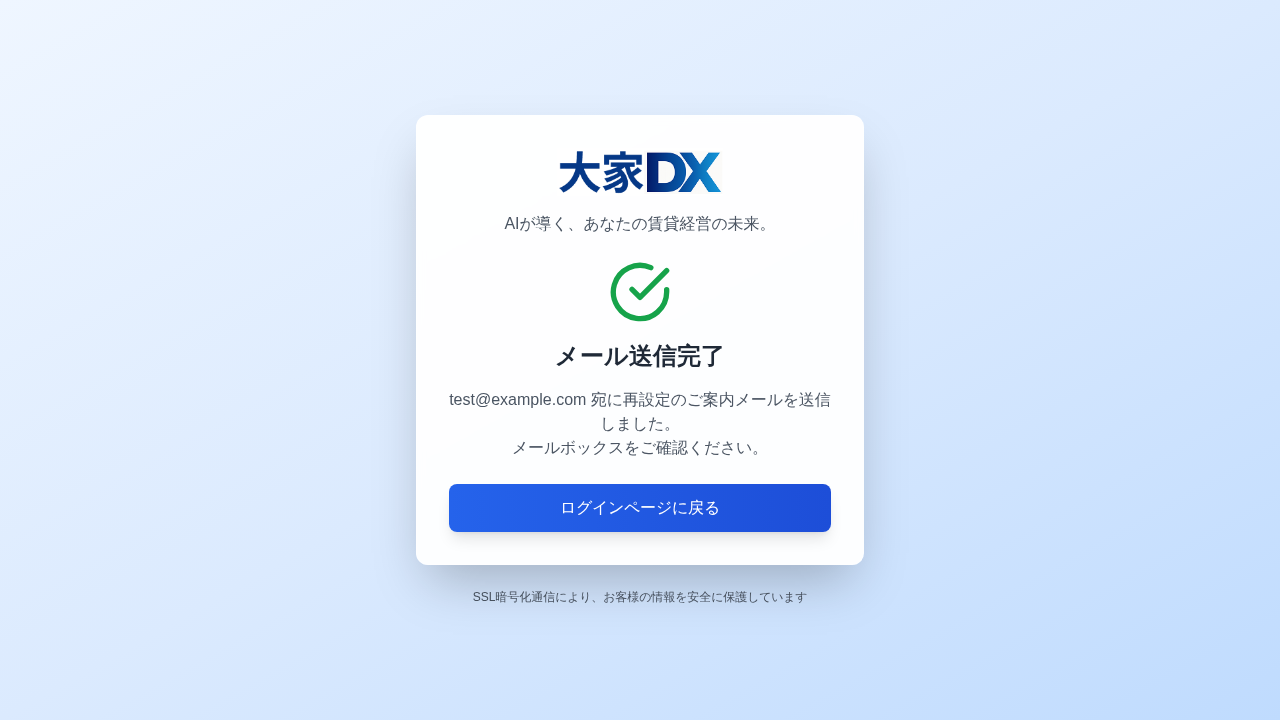 大家DX
AIが導く、あなたの賃貸経営の未来。
メール送信完了
test@example.com 宛に再設定のご案内メールを送信
しました。
メールボックスをご確認ください。
ログインページに戻る
SSL暗号化通信により、お客様の情報を安全に保護しています